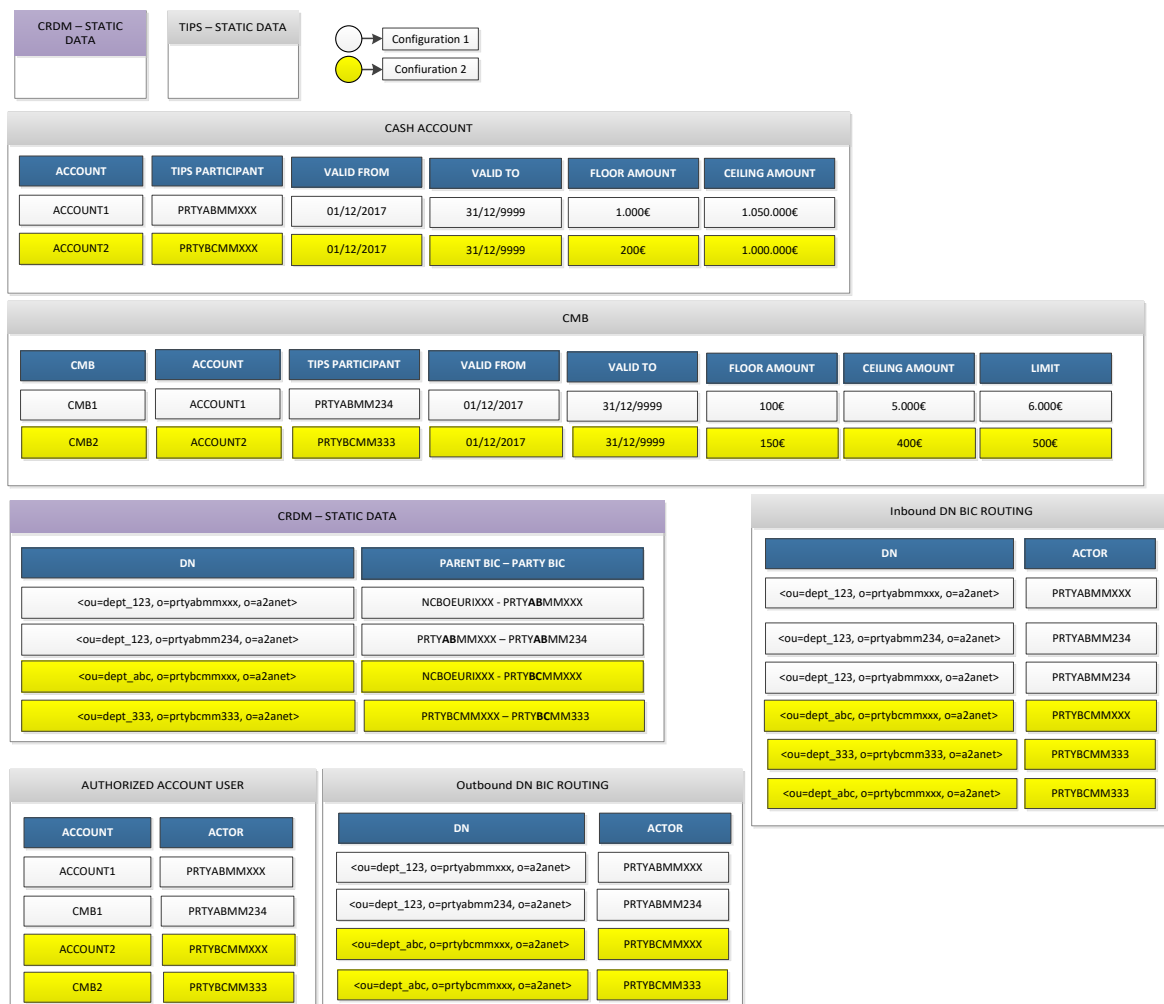 CRDM – STATIC
DATA
TIPS – STATIC DATA
Configuration 1
Confiuration 2
CASH ACCOUNT
ACCOUNT TIPS PARTICIPANT VALID FROM VALID TO FLOOR AMOUNT CEILING AMOUNT
ACCOUNT1 PRTYABMMXXX 01/12/2017 31/12/9999 1.000€ 1.050.000€
ACCOUNT2 PRTYBCMMXXX 01/12/2017 31/12/9999 200€ 1.000.000€
CMB
CMB ACCOUNT TIPS PARTICIPANT VALID FROM VALID TO FLOOR AMOUNT CEILING AMOUNT LIMIT
CMB1 ACCOUNT1 PRTYABMM234 01/12/2017 31/12/9999 100€ 5.000€ 6.000€
CMB2 ACCOUNT2 PRTYBCMM333 01/12/2017 31/12/9999 150€ 400€ 500€
CRDM – STATIC DATA
DN PARENT BIC – PARTY BIC
<ou=dept_123, o=prtyabmmxxx, o=a2anet> NCBOEURIXXX - PRTYABMMXXX
<ou=dept_123, o=prtyabmm234, o=a2anet> PRTYABMMXXX – PRTYABMM234
<ou=dept_abc, o=prtybcmmxxx, o=a2anet> NCBOEURIXXX - PRTYBCMMXXX
<ou=dept_333, o=prtybcmm333, o=a2anet> PRTYBCMMXXX – PRTYBCMM333
Inbound DN BIC ROUTING
DN ACTOR
<ou=dept_123, o=prtyabmmxxx, o=a2anet> PRTYABMMXXX
<ou=dept_123, o=prtyabmm234, o=a2anet> PRTYABMM234
<ou=dept_123, o=prtyabmmxxx, o=a2anet> PRTYABMM234
<ou=dept_abc, o=prtybcmmxxx, o=a2anet> PRTYBCMMXXX
<ou=dept_333, o=prtybcmm333, o=a2anet> PRTYBCMM333
<ou=dept_abc, o=prtybcmmxxx, o=a2anet> PRTYBCMM333
AUTHORIZED ACCOUNT USER
ACCOUNT ACTOR
ACCOUNT1 PRTYABMMXXX
CMB1 PRTYABMM234
ACCOUNT2 PRTYBCMMXXX
CMB2 PRTYBCMM333
Outbound DN BIC ROUTING
DN ACTOR
<ou=dept_123, o=prtyabmmxxx, o=a2anet> PRTYABMMXXX
<ou=dept_123, o=prtyabmm234, o=a2anet> PRTYABMM234
<ou=dept_abc, o=prtybcmmxxx, o=a2anet> PRTYBCMMXXX
<ou=dept_abc, o=prtybcmmxxx, o=a2anet> PRTYBCMM333